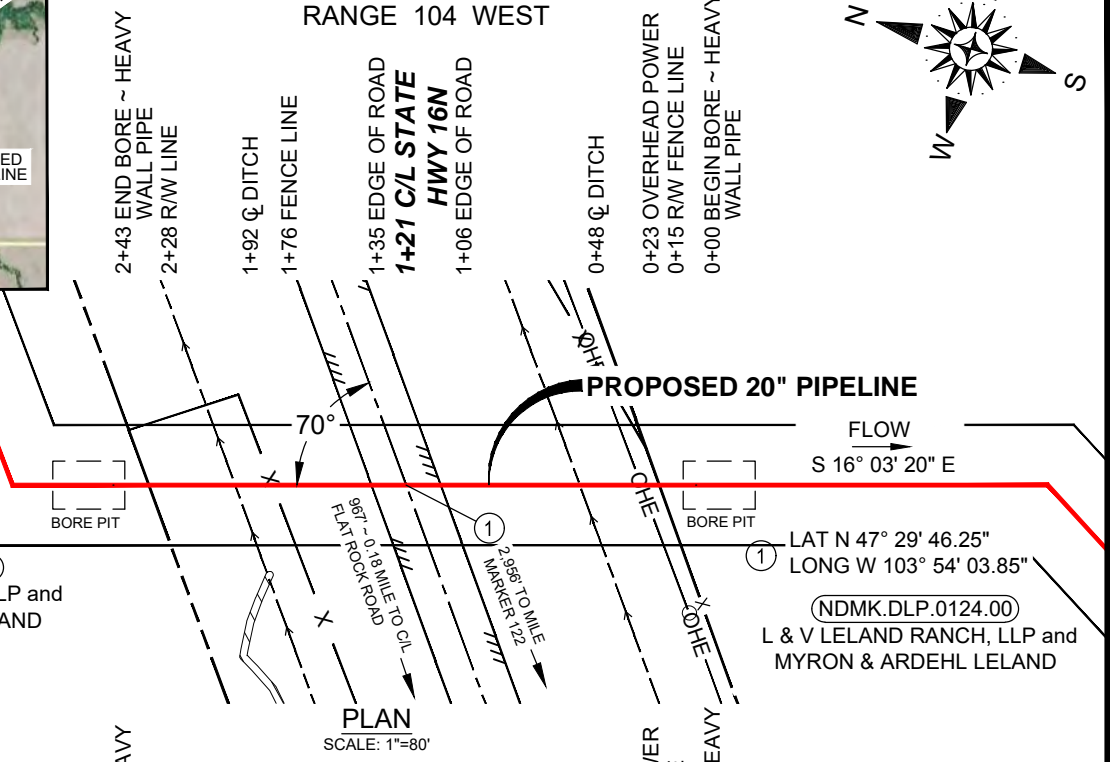 RANGE 104 WEST
N
S
W
ED
INE
2+43 END BORE ~ HEAVY
WALL PIPE
2+28 R/W LINE
1+92 ℄ DITCH
1+76 FENCE LINE
1+35 EDGE OF ROAD
1+21 C/L STATE
HWY 16N
1+06 EDGE OF ROAD
0+48 ℄ DITCH
0+23 OVERHEAD POWER
0+15 R/W FENCE LINE
0+00 BEGIN BORE ~ HEAVY
WALL PIPE
OHE
PROPOSED 20" PIPELINE
70°
FLOW
S 16° 03' 20" E
X
OHE
BORE PIT
BORE PIT
967' ~ 0.18 MILE TO C/L
FLAT ROCK ROAD
1
2,956' TO MILE
MARKER 122
1
LAT N 47° 29' 46.25"
LONG W 103° 54' 03.85"
LP and
AND
X
X
OHE
NDMK.DLP.0124.00
L & V LELAND RANCH, LLP and
MYRON & ARDEHL LELAND
PLAN
SCALE: 1"=80'
AVY
WER
EAVY